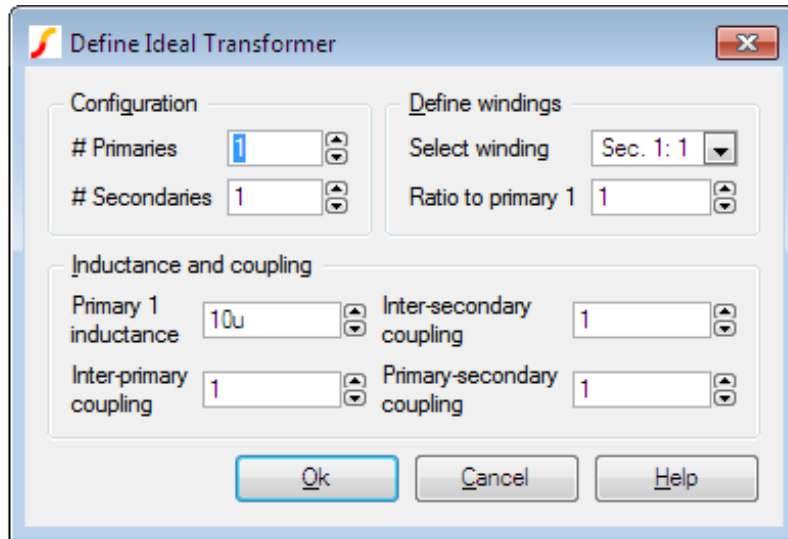 Define Ideal Transformer
Configuration
# Primaries 1
# Secondaries 1
Define windings
Select winding Sec. 1: 1
Ratio to primary 1 1
Inductance and coupling
Primary 1
inductance 10u
Inter-secondary
coupling 1
Inter-primary
coupling 1
Primary-secondary
coupling 1
Ok Cancel Help